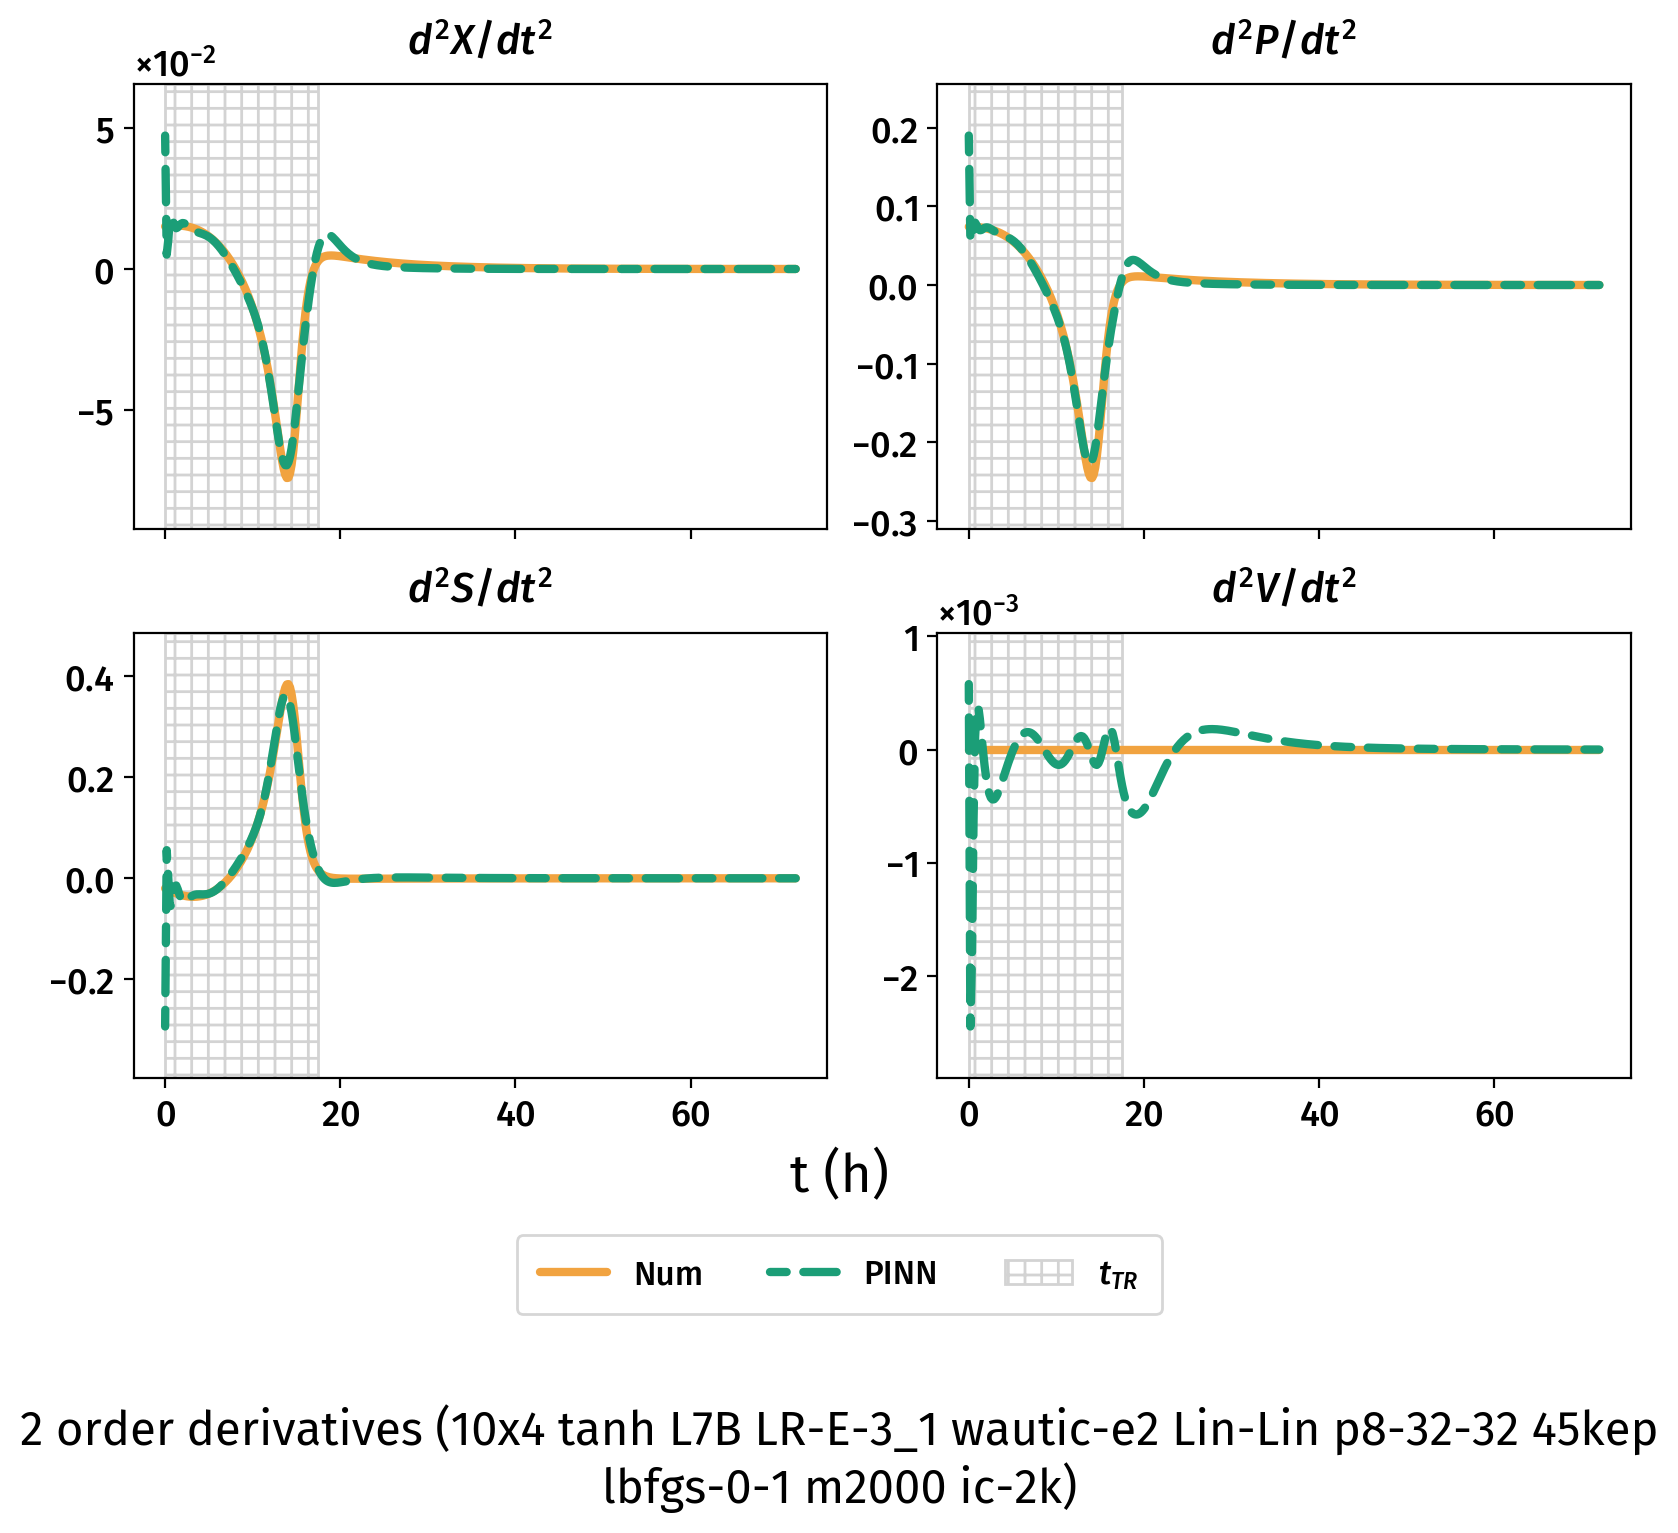 d²X/dt²
×10⁻²
5
0
−5
d²P/dt²
0.2
0.1
0.0
−0.1
−0.2
−0.3
d²S/dt²
0.4
0.2
0.0
−0.2
0 20 40 60
d²V/dt²
×10⁻³
1
0
−1
−2
0 20 40 60
t (h)
Num PINN t_TR
2 order derivatives (10x4 tanh L7B LR-E-3_1 wautic-e2 Lin-Lin p8-32-32 45kep
lbfgs-0-1 m2000 ic-2k)